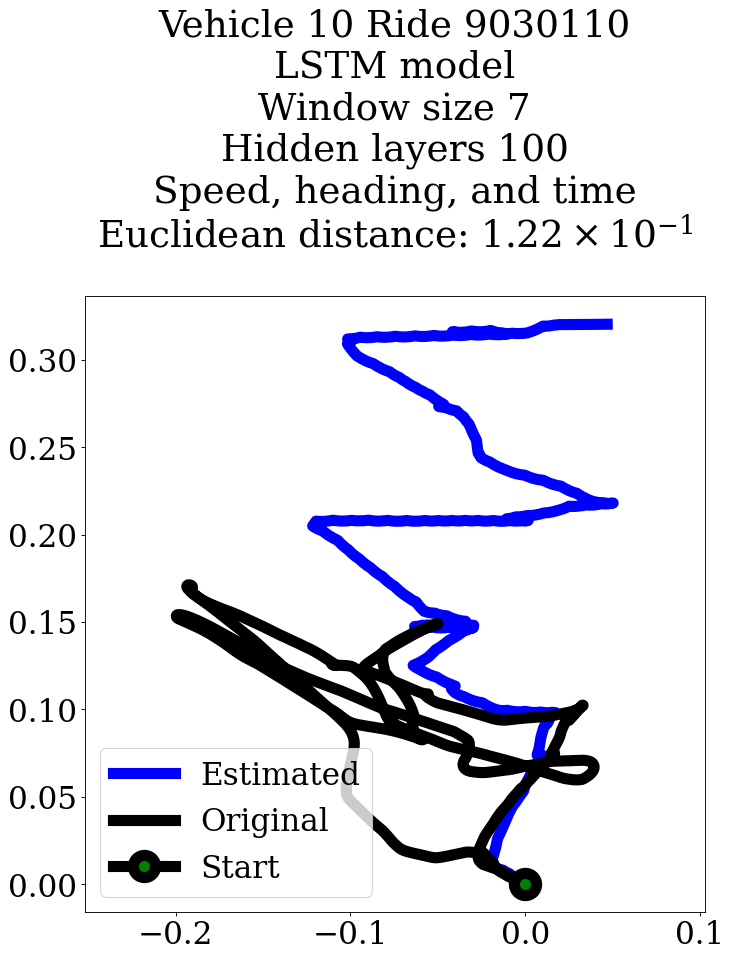 Vehicle 10 Ride 9030110
LSTM model
Window size 7
Hidden layers 100
Speed, heading, and time
Euclidean distance: 1.22 × 10⁻¹
0.30
0.25
0.20
0.15
0.10
0.05
0.00
Estimated
Original
Start
−0.2
−0.1
0.0
0.1